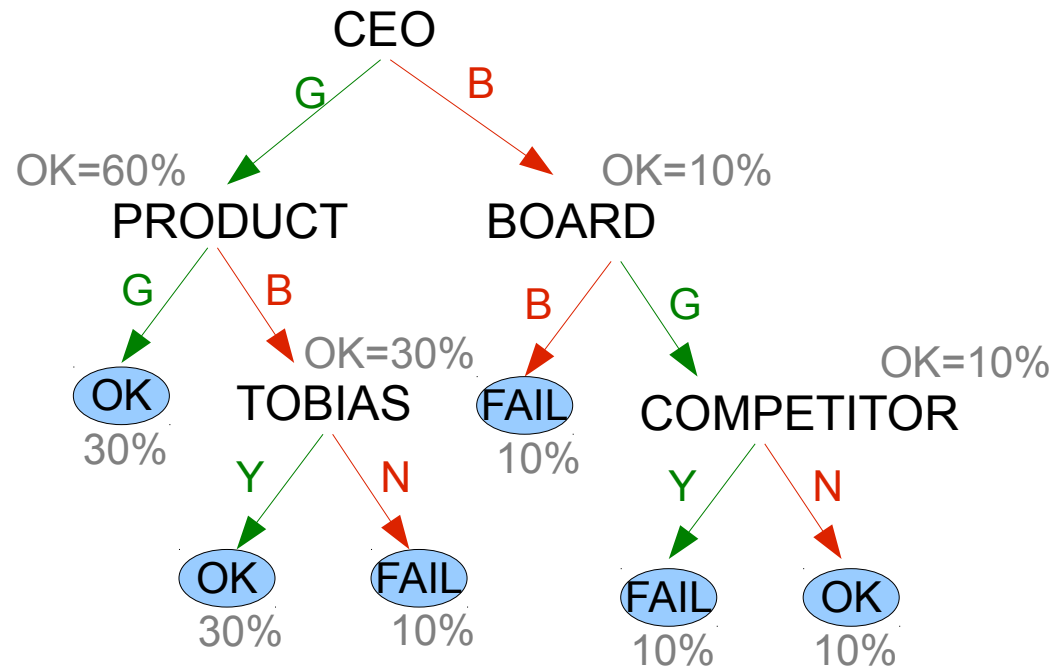 CEO
G B
OK=60% OK=10%
PRODUCT BOARD
G B B G
OK=30% OK=10%
OK TOBIAS FAIL COMPETITOR
30% 10%
Y N Y N
OK FAIL FAIL OK
30% 10% 10% 10%